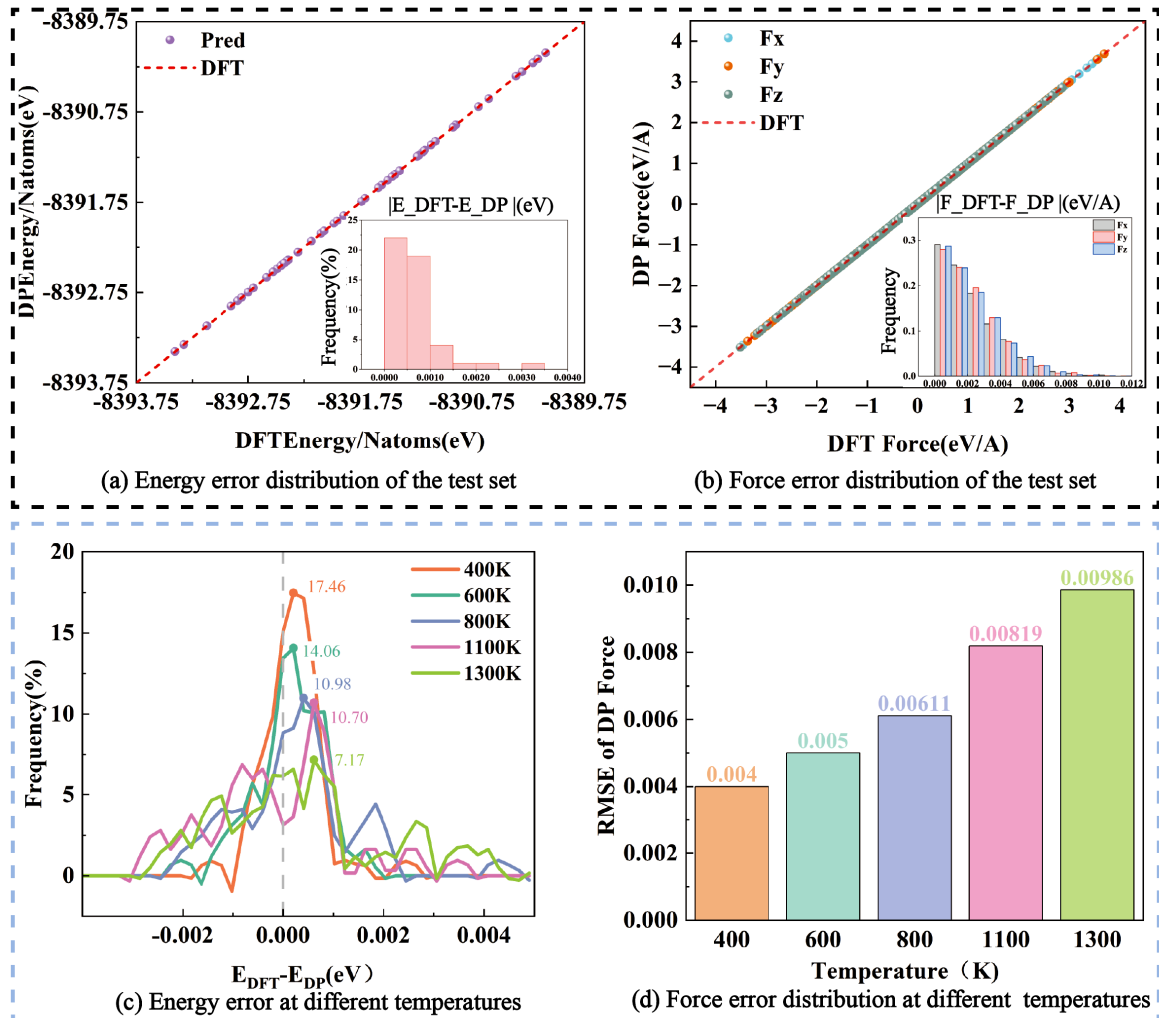 -8389.75
-8390.75
-8391.75
-8392.75
-8393.75
DPEnergy/Natoms(eV)
Pred
DFT
|E_DFT-E_DP |(eV)
25
20
15
10
5
0
Frequency(%)
0.0000 0.0010 0.0020 0.0030 0.0040
-8393.75 -8392.75 -8391.75 -8390.75 -8389.75
DFTEnergy/Natoms(eV)
(a) Energy error distribution of the test set
4
3
2
1
0
−1
−2
−3
−4
DP Force(eV/A)
Fx
Fy
Fz
DFT
|F_DFT-F_DP |(eV/A)
Fx
Fy
Fz
0.3
0.2
0.1
0.0
Frequency
0.000 0.002 0.004 0.006 0.008 0.010 0.012
−4 −3 −2 −1 0 1 2 3 4
DFT Force(eV/A)
(b) Force error distribution of the test set
20
15
10
5
0
Frequency(%)
17.46
14.06
10.98
10.70
7.17
400K
600K
800K
1100K
1300K
-0.002 0.000 0.002 0.004
E_DFT-E_DP(eV）
(c) Energy error at different temperatures
0.010
0.008
0.006
0.004
0.002
0.000
RMSE of DP Force
0.004
0.005
0.00611
0.00819
0.00986
400 600 800 1100 1300
Temperature（K)
(d) Force error distribution at different temperatures